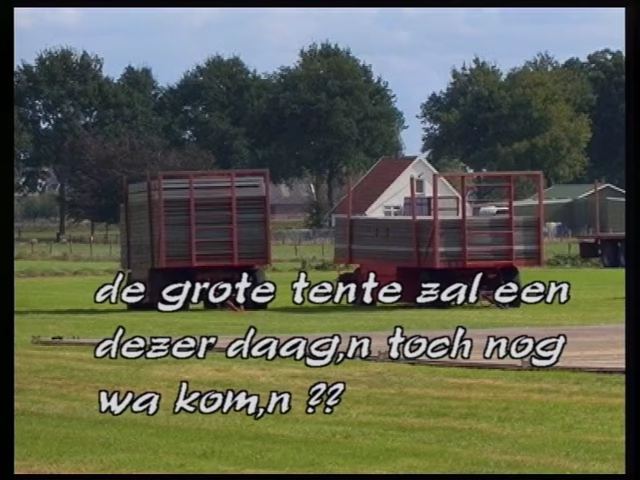 de grote tente zal een
dezer daag,n toch nog
wa kom,n ??